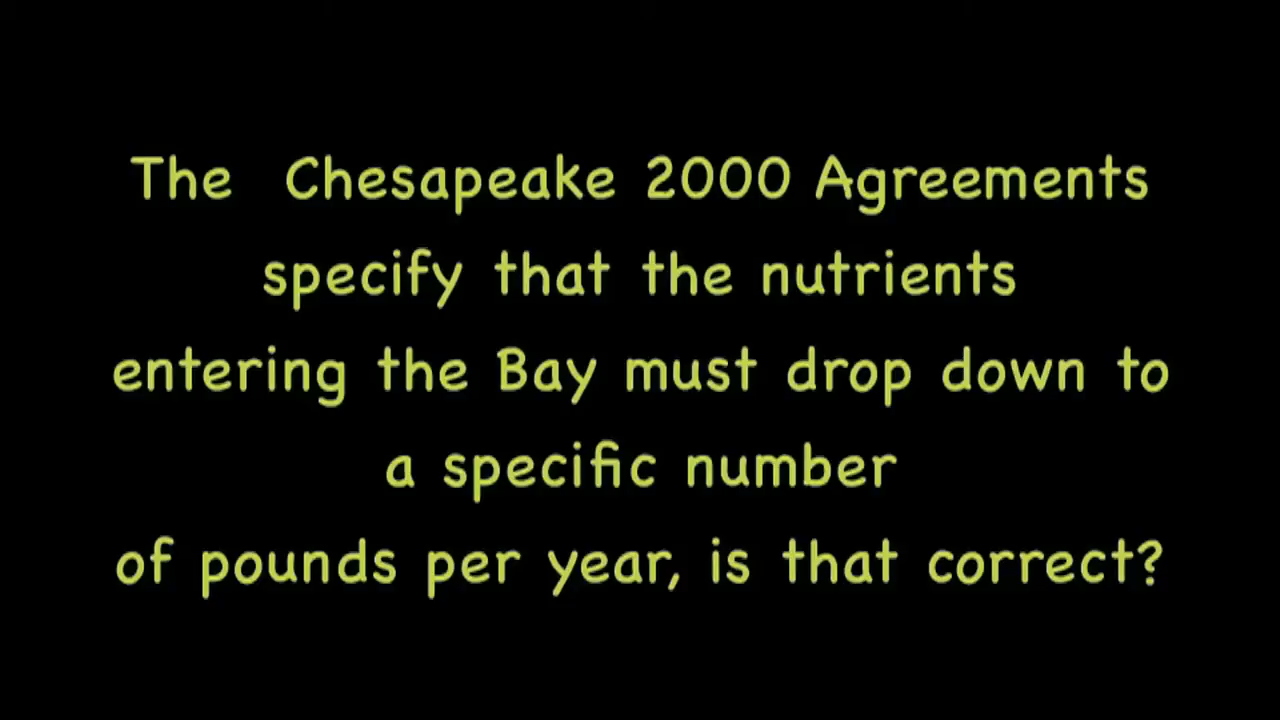 The Chesapeake 2000 Agreements
specify that the nutrients
entering the Bay must drop down to
a specific number
of pounds per year, is that correct?